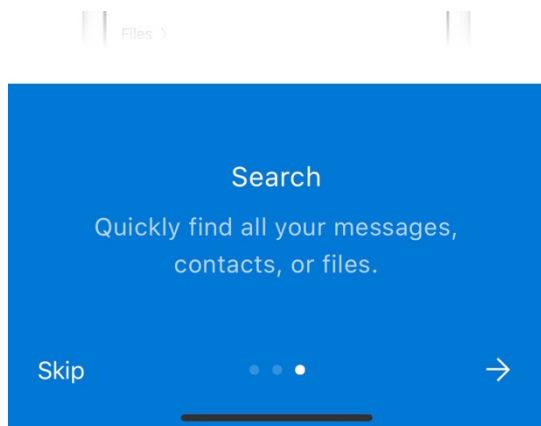 Files
Search
Quickly find all your messages,
contacts, or files.
Skip